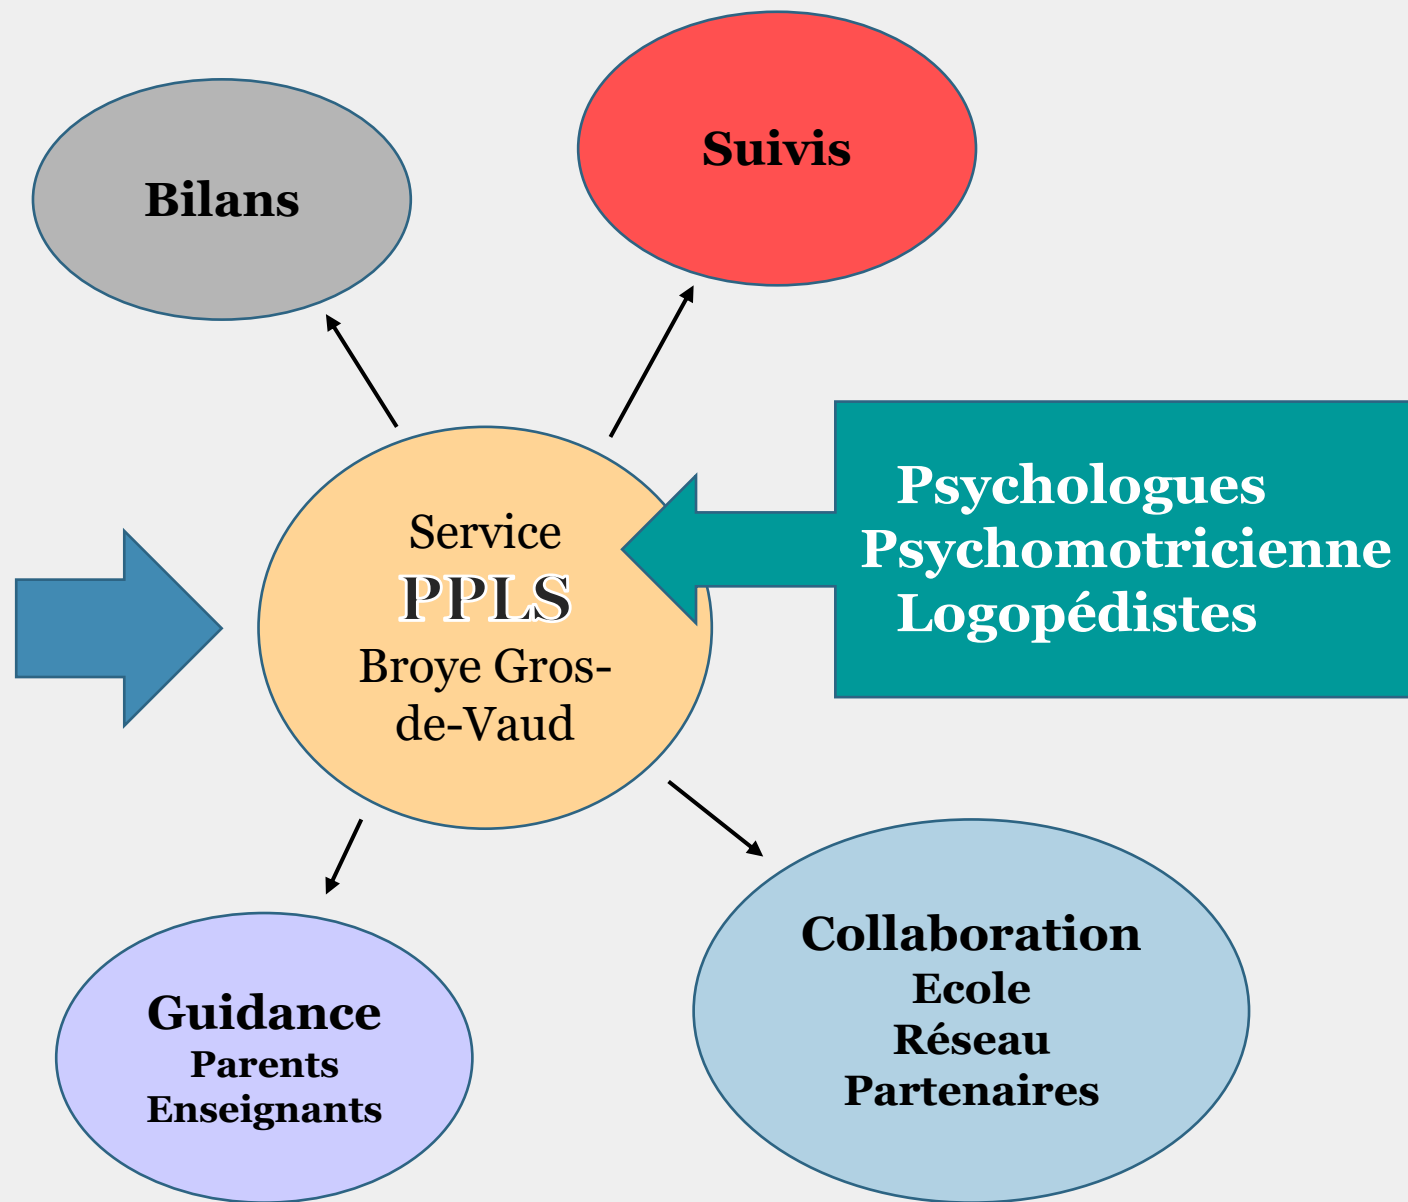 Bilans
Suivis
Service
PPLS
Broye Gros-
de-Vaud
Psychologues
Psychomotricienne
Logopédistes
Guidance
Parents
Enseignants
Collaboration
Ecole
Réseau
Partenaires